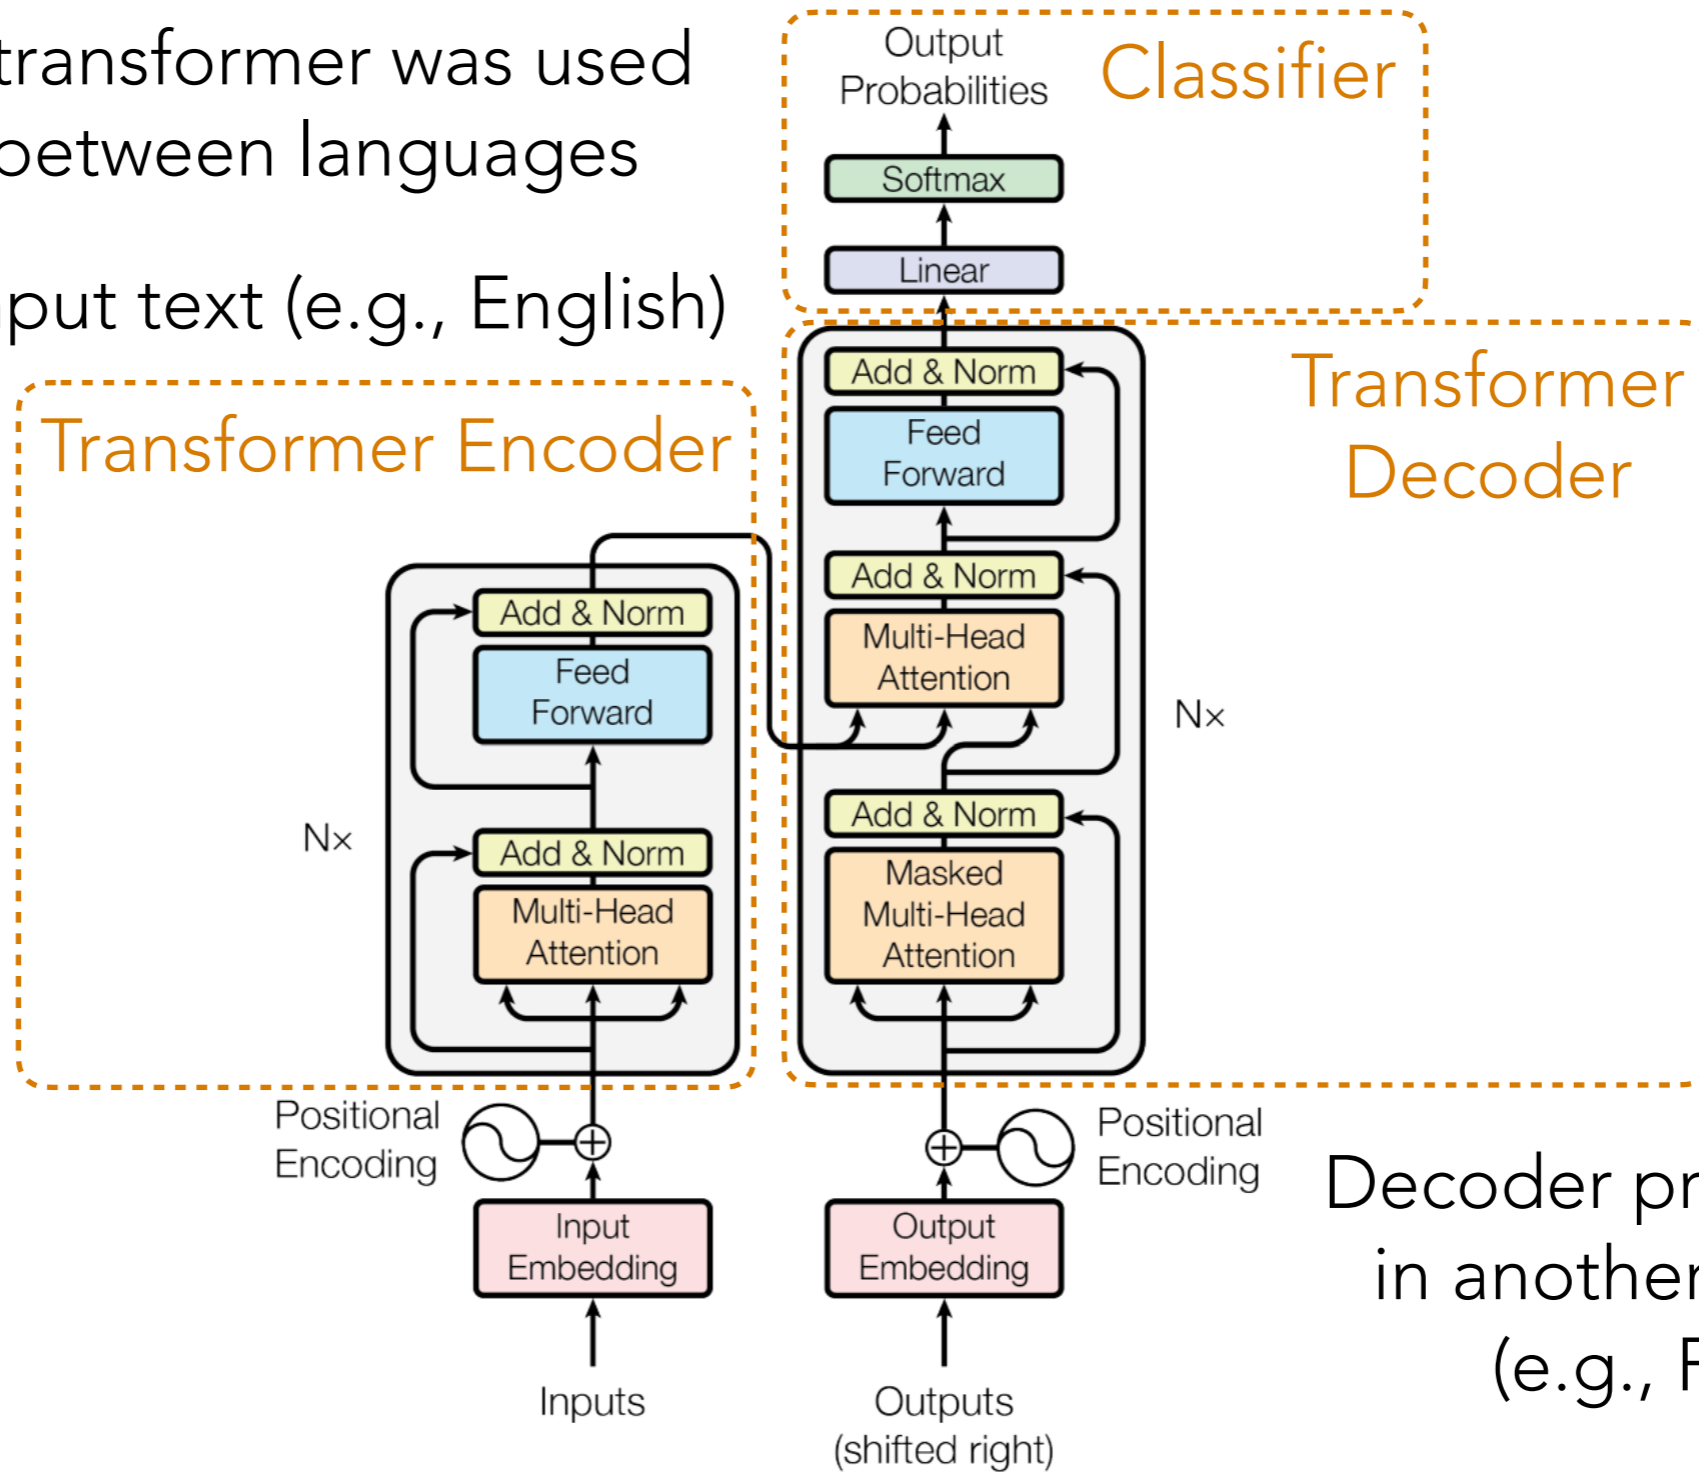 transformer was used
between languages
put text (e.g., English)
Output
Probabilities
Classifier
Softmax
Linear
Transformer
Decoder
Add & Norm
Feed
Forward
Add & Norm
Multi-Head
Attention
Nx
Add & Norm
Masked
Multi-Head
Attention
Positional
Encoding
Output
Embedding
Outputs
(shifted right)
Transformer Encoder
Add & Norm
Feed
Forward
Nx
Add & Norm
Multi-Head
Attention
Positional
Encoding
Input
Embedding
Inputs
Decoder pr
in another
(e.g., F